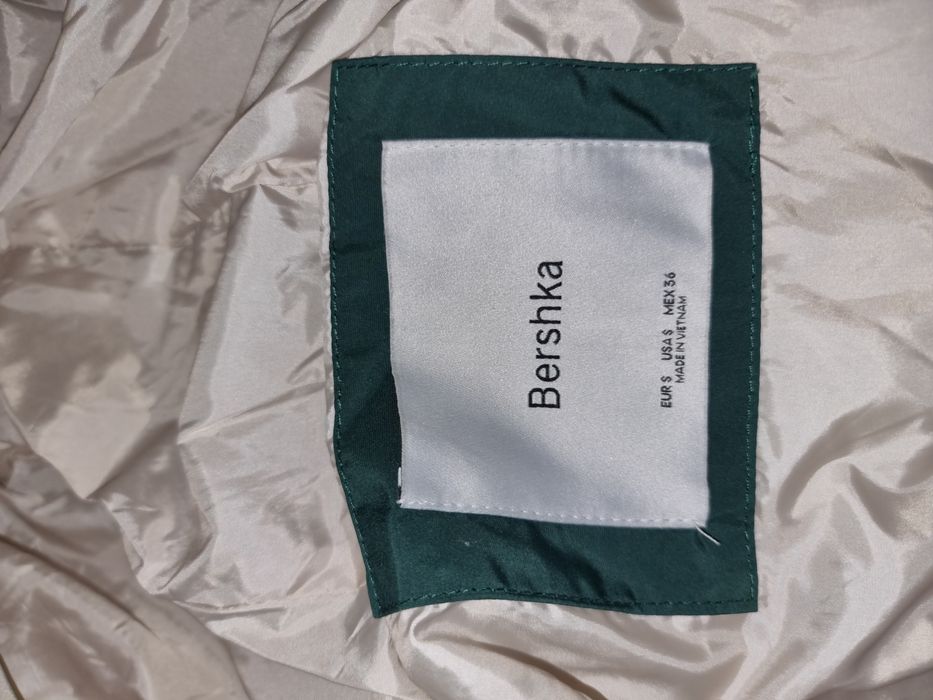 Bershka
EUR S USA S MEX 36
MADE IN VIETNAM